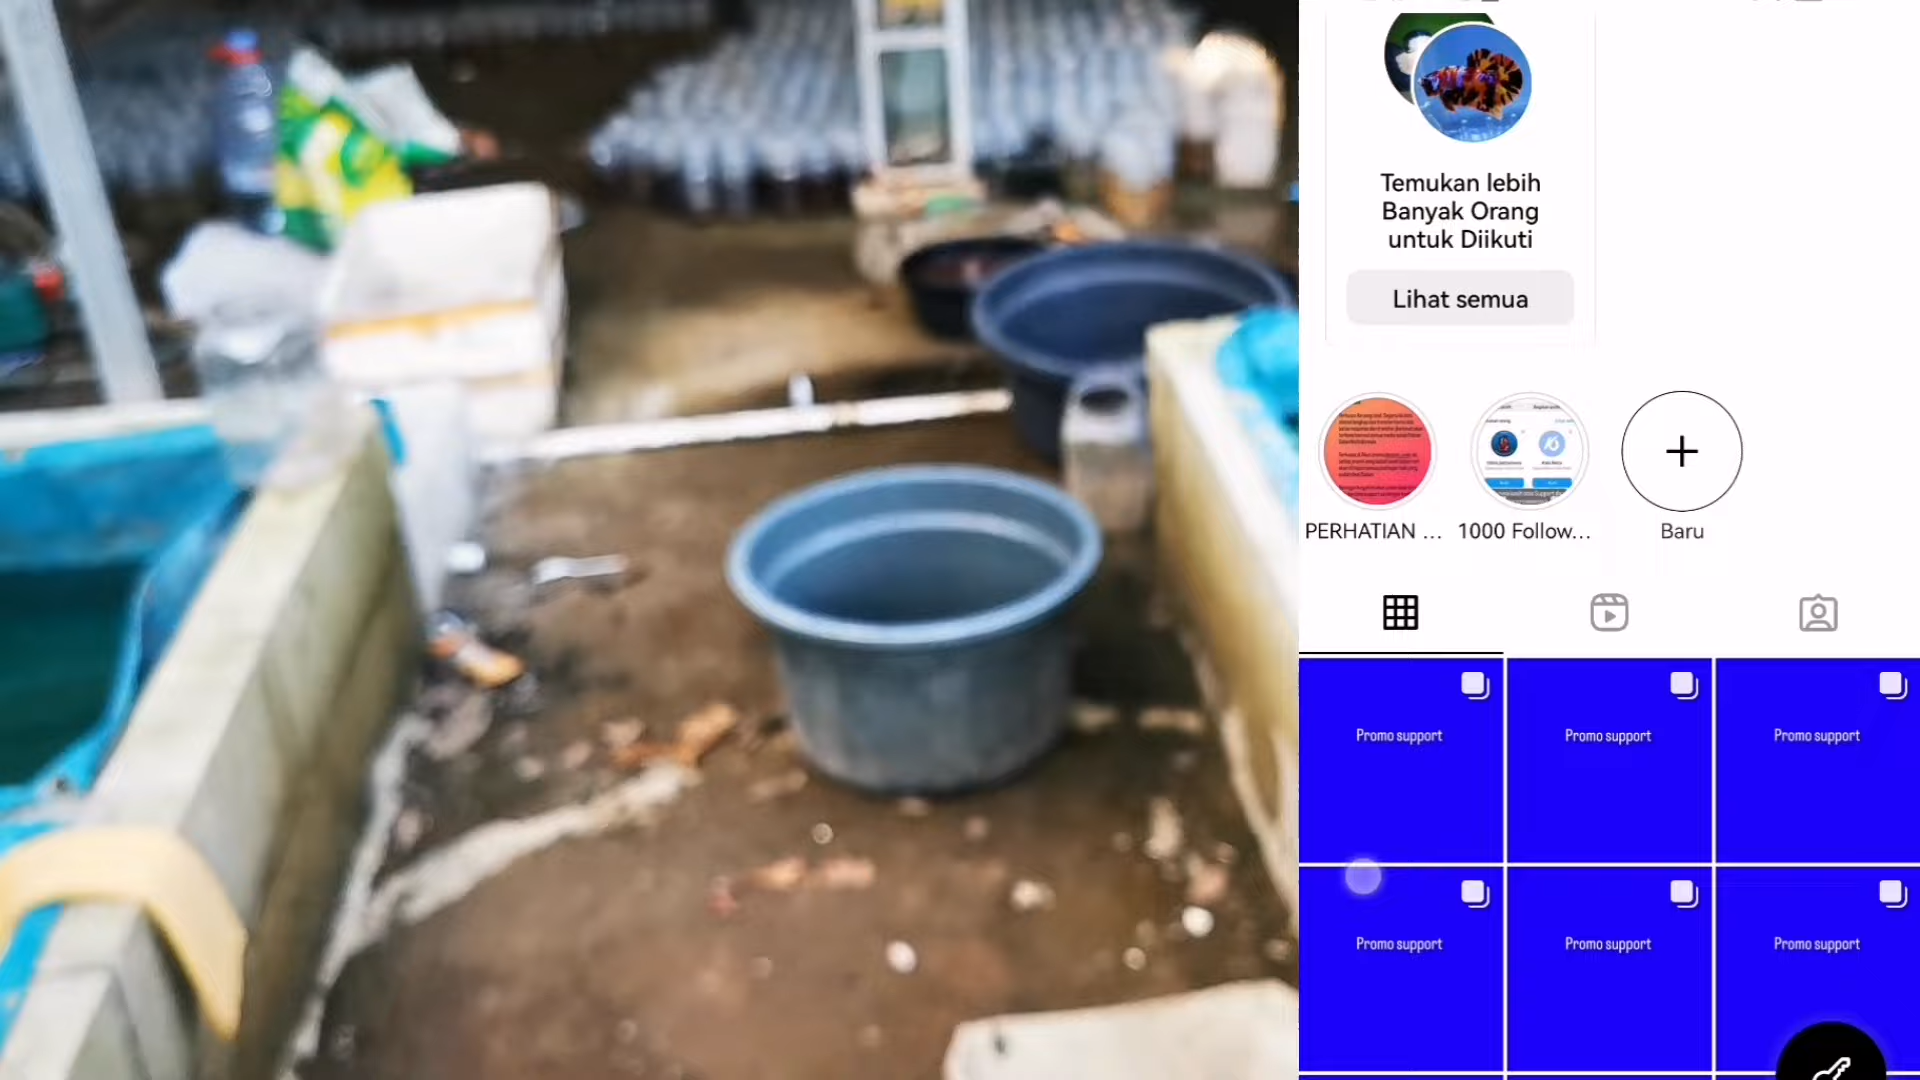 Temukan lebih
Banyak Orang
untuk Diikuti
Lihat semua
PERHATIAN ...
1000 Follow...
Baru
Promo support
Promo support
Promo support
Promo support
Promo support
Promo support